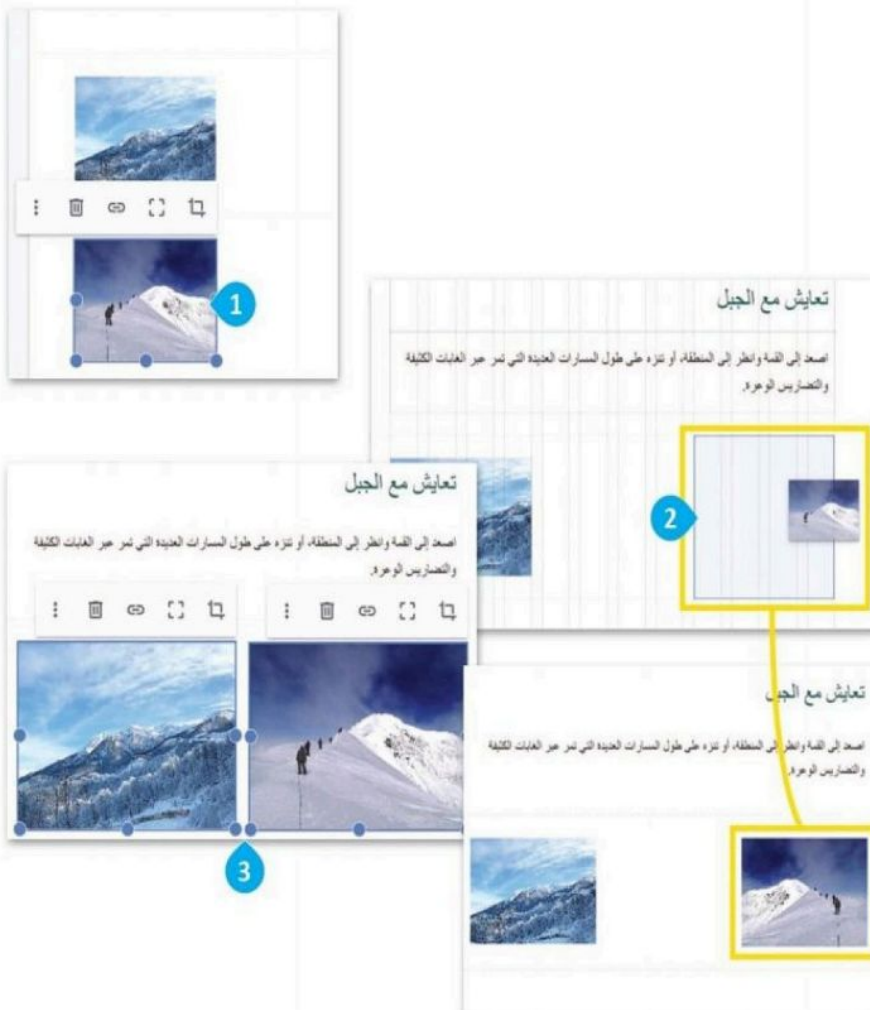 1
تعايش مع الجبل
اصعد إلى القمة وانظر إلى المنطقة، أو تنزه على طول المسارات العديدة التي تمر عبر الغابات الكثيفة
والتضاريس الوعرة.
2
تعايش مع الجبل
اصعد إلى القمة وانظر إلى المنطقة، أو تنزه على طول المسارات العديدة التي تمر عبر الغابات الكثيفة
والتضاريس الوعرة.
3
تعايش مع الجبل
اصعد إلى القمة وانظر إلى المنطقة، أو تنزه على طول المسارات العديدة التي تمر عبر الغابات الكثيفة
والتضاريس الوعرة.